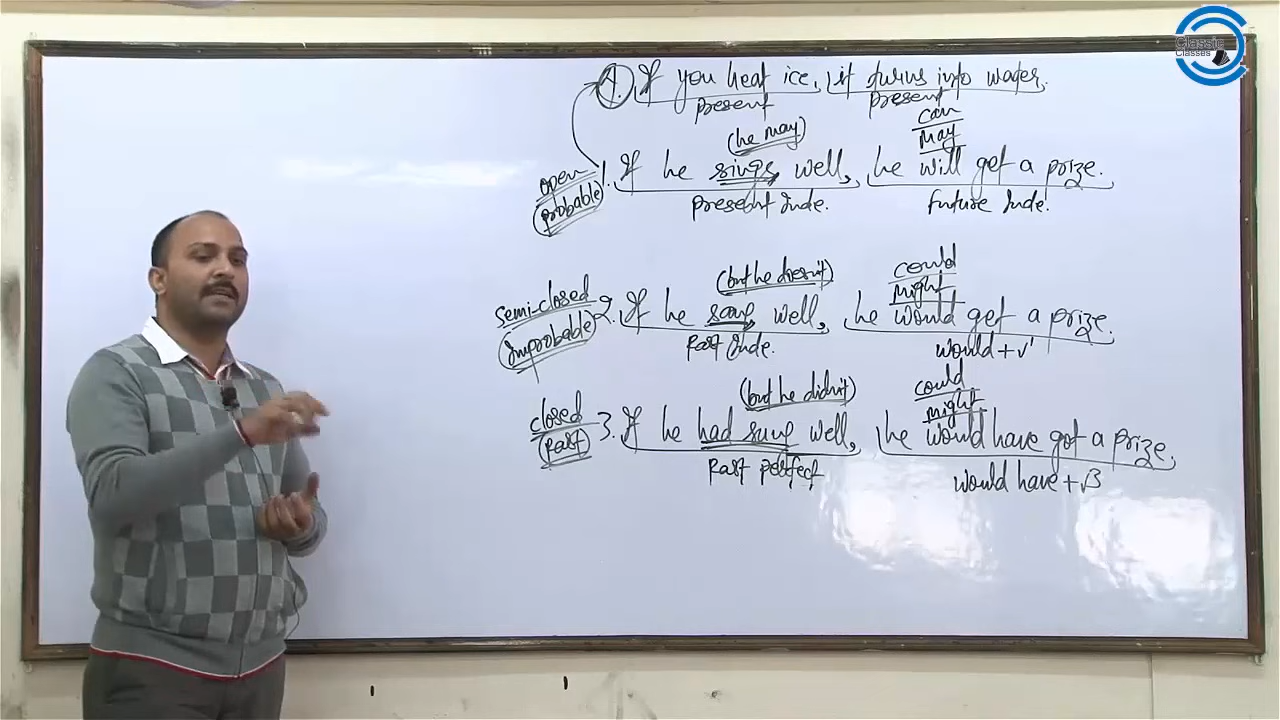 Classic
Classes
4. If you heat ice, it turns into water.
present present
(he may) can
may
open 1. If he sings well, he will get a prize.
(probable) present Inde. future Inde.
(but he doesn't) could
might
semi-closed 2. If he sang well, he would get a prize.
(Improbable) Past Inde. would + v1
(but he didn't) could
might
closed 3. If he had sung well, he would have got a prize.
(Past) Past perfect would have + v3